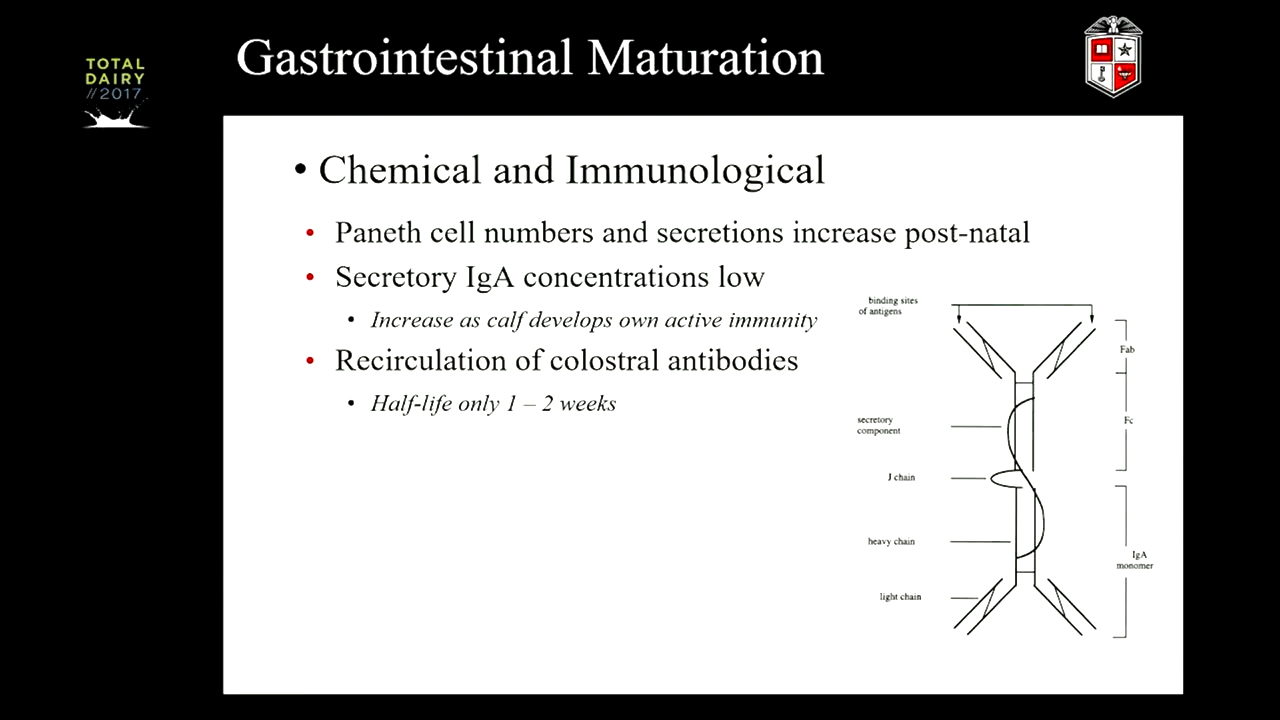 Gastrointestinal Maturation
TOTAL
DAIRY
//2017
• Chemical and Immunological
• Paneth cell numbers and secretions increase post-natal
• Secretory IgA concentrations low
• Increase as calf develops own active immunity
• Recirculation of colostral antibodies
• Half-life only 1 – 2 weeks
binding sites
of antigens
Fab
secretory
component
Fc
J chain
heavy chain
IgA
monomer
light chain